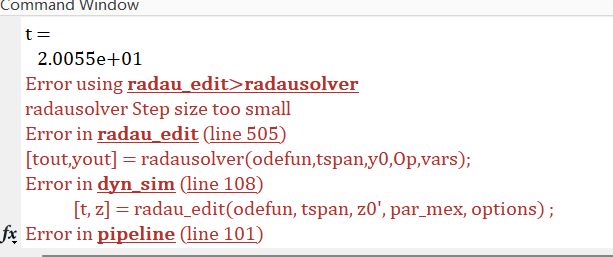 Command Window
t =
2.0055e+01
Error using radau_edit>radausolver
radausolver Step size too small
Error in radau_edit (line 505)
[tout,yout] = radausolver(odefun,tspan,y0,Op,vars);
Error in dyn_sim (line 108)
[t, z] = radau_edit(odefun, tspan, z0', par_mex, options) ;
fx Error in pipeline (line 101)